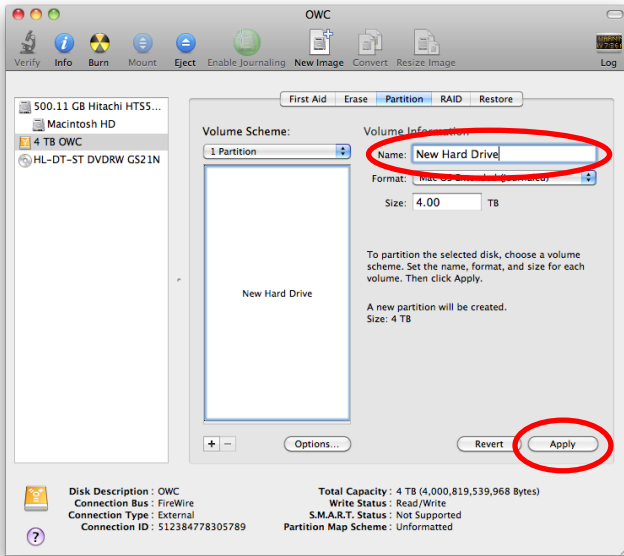 OWC
Verify Info Burn Mount Eject Enable Journaling New Image Convert Resize Image Log
First Aid Erase Partition RAID Restore
500.11 GB Hitachi HTS5...
Macintosh HD
4 TB OWC
HL-DT-ST DVDRW GS21N
Volume Scheme:
1 Partition
New Hard Drive
Volume Information
Name: New Hard Drive
Format: Mac OS Extended (Journaled)
Size: 4.00 TB
To partition the selected disk, choose a volume
scheme. Set the name, format, and size for each
volume. Then click Apply.
A new partition will be created.
Size: 4 TB
+ −
Options...
Revert
Apply
Disk Description : OWC
Connection Bus : FireWire
Connection Type : External
Connection ID : 512384778305789
Total Capacity : 4 TB (4,000,819,539,968 Bytes)
Write Status : Read/Write
S.M.A.R.T. Status : Not Supported
Partition Map Scheme : Unformatted
?